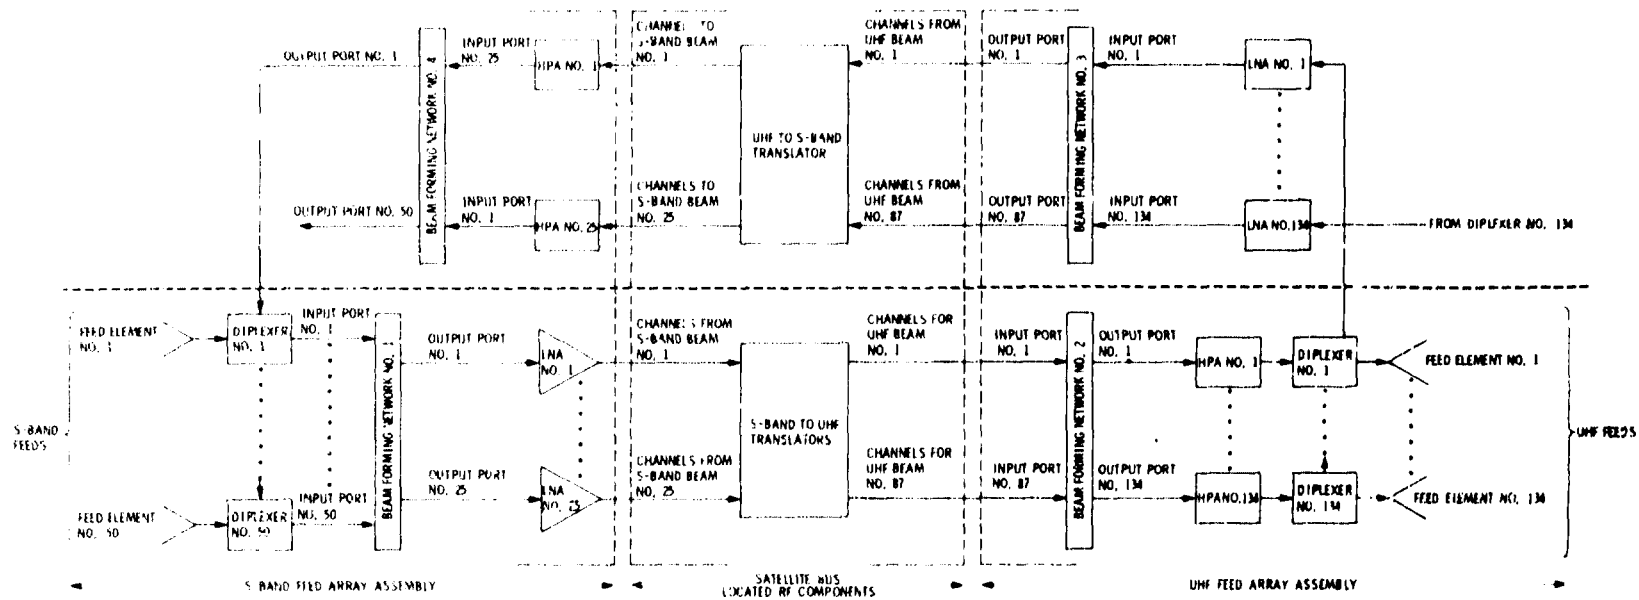 OUTPUT PORT NO. 1
BEAM FORMING NETWORK NO. 4
INPUT PORT
NO. 25
HPA NO. 1
CHANNELS TO
S-BAND BEAM
NO. 1
UHF TO S-BAND
TRANSLATOR
CHANNELS FROM
UHF BEAM
NO. 1
OUTPUT PORT
NO. 1
BEAM FORMING NETWORK NO. 3
INPUT PORT
NO. 1
LNA NO. 1
OUTPUT PORT NO. 50
INPUT PORT
NO. 1
HPA NO. 25
CHANNELS TO
S-BAND BEAM
NO. 25
CHANNELS FROM
UHF BEAM
NO. 87
OUTPUT PORT
NO. 87
INPUT PORT
NO. 134
LNA NO. 134
FROM DIPLEXER NO. 134
S-BAND
FEEDS
FEED ELEMENT
NO. 1
DIPLEXER
NO. 1
INPUT PORT
NO. 1
BEAM FORMING NETWORK NO. 1
OUTPUT PORT
NO. 1
LNA
NO. 1
CHANNELS FROM
S-BAND BEAM
NO. 1
S-BAND TO UHF
TRANSLATORS
CHANNELS FOR
UHF BEAM
NO. 1
INPUT PORT
NO. 1
BEAM FORMING NETWORK NO. 2
OUTPUT PORT
NO. 1
HPA NO. 1
DIPLEXER
NO. 1
FEED ELEMENT NO. 1
UHF FEEDS
FEED ELEMENT
NO. 50
DIPLEXER
NO. 50
INPUT PORT
NO. 50
OUTPUT PORT
NO. 25
LNA
NO. 25
CHANNELS FROM
S-BAND BEAM
NO. 25
CHANNELS FOR
UHF BEAM
NO. 87
INPUT PORT
NO. 87
OUTPUT PORT
NO. 134
HPA NO. 134
DIPLEXER
NO. 134
FEED ELEMENT NO. 134
S-BAND FEED ARRAY ASSEMBLY
SATELLITE BUS
LOCATED RF COMPONENTS
UHF FEED ARRAY ASSEMBLY